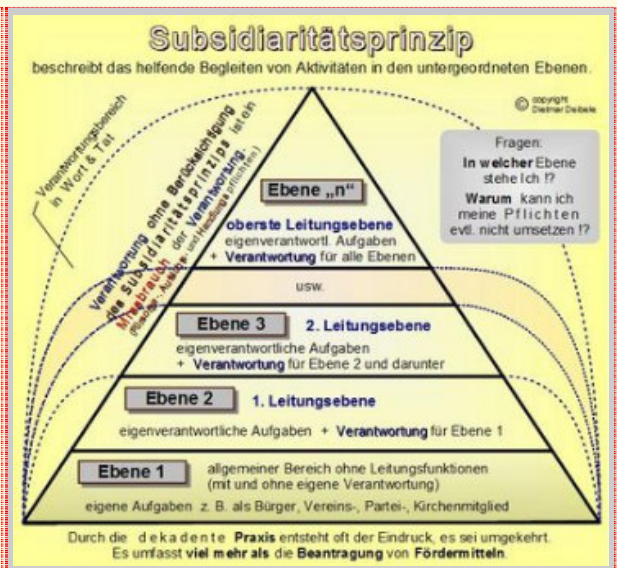 Subsidiaritätsprinzip
beschreibt das helfende Begleiten von Aktivitäten in den untergeordneten Ebenen.
© copyright
Dietmar Deibele
Verantwortungsbereich
in Wort & Tat
Verantwortung ohne Berücksichtigung
des Subsidiaritätsprinzips ist ein
Missbrauch der Verantwortung.
Handlungspflichten)
Fragen:
In welcher Ebene
stehe Ich !?
Warum kann ich
meine Pflichten
evtl. nicht umsetzen !?
Ebene „n"
oberste Leitungsebene
eigenverantwortl. Aufgaben
+ Verantwortung für alle Ebenen
usw.
Ebene 3 2. Leitungsebene
eigenverantwortliche Aufgaben
+ Verantwortung für Ebene 2 und darunter
Ebene 2 1. Leitungsebene
eigenverantwortliche Aufgaben + Verantwortung für Ebene 1
Ebene 1 allgemeiner Bereich ohne Leitungsfunktionen
(mit und ohne eigene Verantwortung)
eigene Aufgaben z. B. als Bürger, Vereins-, Partei-, Kirchenmitglied
Durch die dekadente Praxis entsteht oft der Eindruck, es sei umgekehrt.
Es umfasst viel mehr als die Beantragung von Fördermitteln.